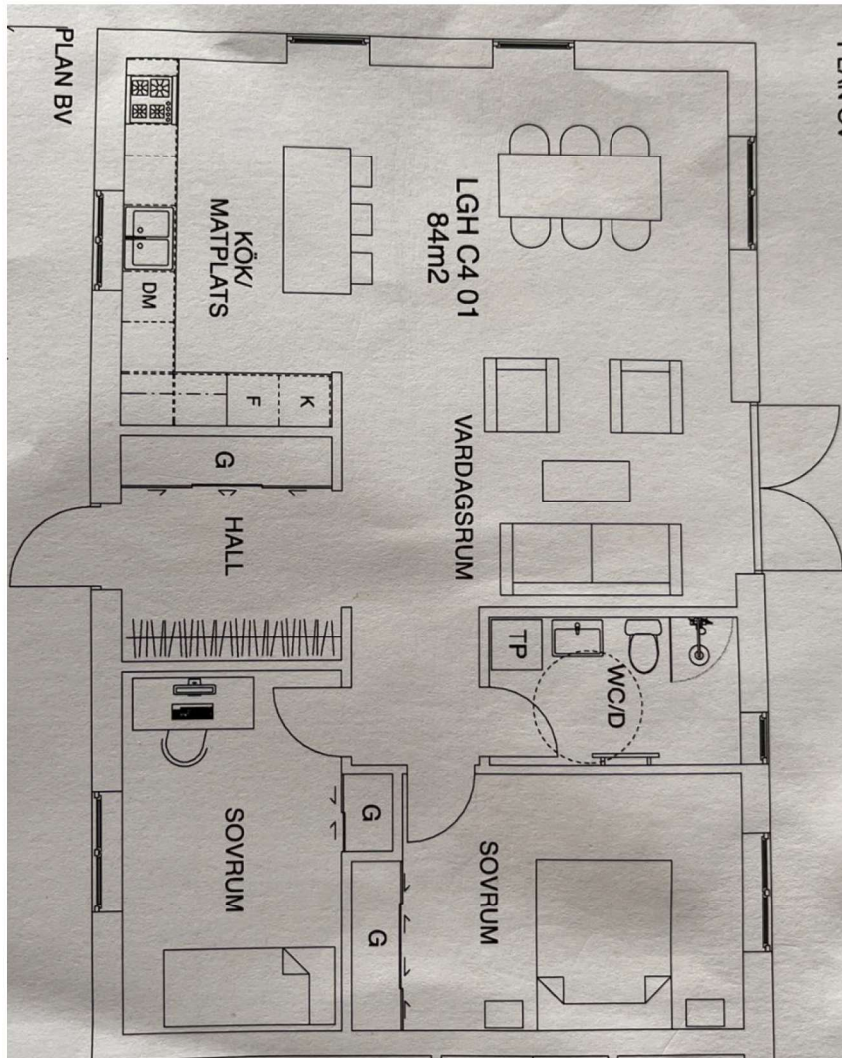 PLAN BV
LGH C4 01
84m2
KÖK/
MATPLATS
DM
F
K
G
HALL
VARDAGSRUM
TP
WC/D
SOVRUM
G
G
SOVRUM